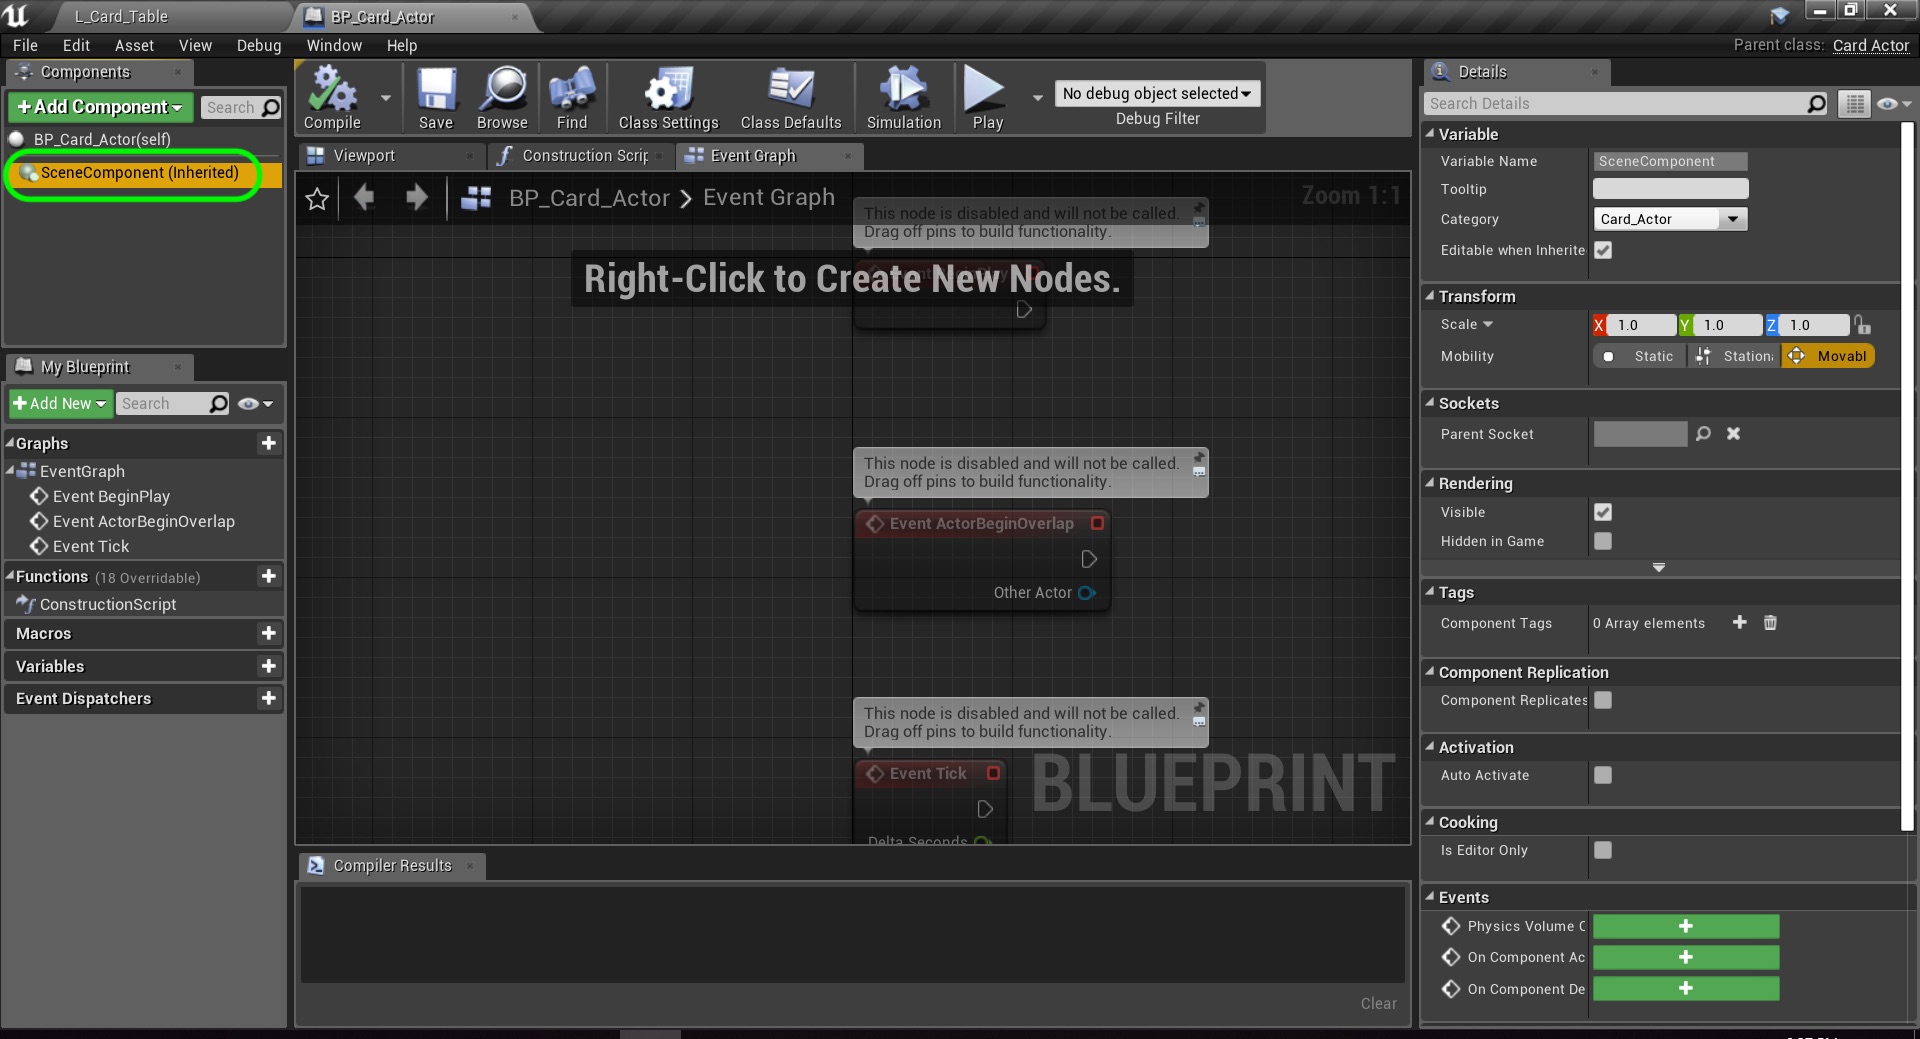 L_Card_Table
BP_Card_Actor
File Edit Asset View Debug Window Help
Parent class: Card Actor
Components
+Add Component
Search
BP_Card_Actor(self)
SceneComponent (Inherited)
My Blueprint
+Add New
Search
Graphs
EventGraph
Event BeginPlay
Event ActorBeginOverlap
Event Tick
Functions (18 Overridable)
ConstructionScript
Macros
Variables
Event Dispatchers
Compile Save Browse Find Class Settings Class Defaults Simulation Play
No debug object selected
Debug Filter
Viewport
Construction Scrip
Event Graph
BP_Card_Actor > Event Graph
Zoom 1:1
This node is disabled and will not be called.
Drag off pins to build functionality.
Right-Click to Create New Nodes.
This node is disabled and will not be called.
Drag off pins to build functionality.
Event ActorBeginOverlap
Other Actor
This node is disabled and will not be called.
Drag off pins to build functionality.
Event Tick
Delta Seconds
BLUEPRINT
Compiler Results
Clear
Details
Search Details
Variable
Variable Name SceneComponent
Tooltip
Category Card_Actor
Editable when Inherite
Transform
Scale X 1.0 Y 1.0 Z 1.0
Mobility Static Station Movabl
Sockets
Parent Socket
Rendering
Visible
Hidden in Game
Tags
Component Tags 0 Array elements
Component Replication
Component Replicates
Activation
Auto Activate
Cooking
Is Editor Only
Events
Physics Volume C
On Component Ac
On Component De